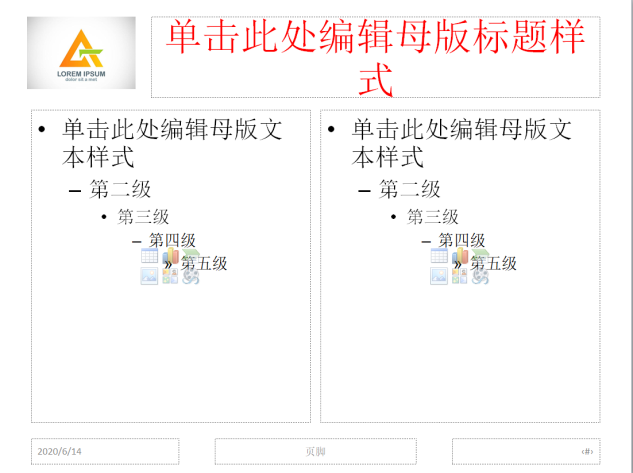 LOREM IPSUM
dolor sit a met
单击此处编辑母版标题样
式
• 单击此处编辑母版文
本样式
– 第二级
• 第三级
– 第四级
» 第五级
• 单击此处编辑母版文
本样式
– 第二级
• 第三级
– 第四级
» 第五级
2020/6/14
页脚
‹#›